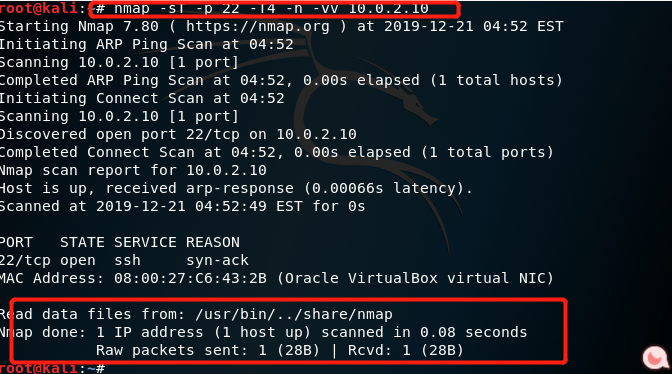 root@kali:~# nmap -sT -p 22 -T4 -n -vv 10.0.2.10
Starting Nmap 7.80 ( https://nmap.org ) at 2019-12-21 04:52 EST
Initiating ARP Ping Scan at 04:52
Scanning 10.0.2.10 [1 port]
Completed ARP Ping Scan at 04:52, 0.00s elapsed (1 total hosts)
Initiating Connect Scan at 04:52
Scanning 10.0.2.10 [1 port]
Discovered open port 22/tcp on 10.0.2.10
Completed Connect Scan at 04:52, 0.00s elapsed (1 total ports)
Nmap scan report for 10.0.2.10
Host is up, received arp-response (0.00066s latency).
Scanned at 2019-12-21 04:52:49 EST for 0s
PORT   STATE SERVICE REASON
22/tcp open  ssh     syn-ack
MAC Address: 08:00:27:C6:43:2B (Oracle VirtualBox virtual NIC)
Read data files from: /usr/bin/../share/nmap
Nmap done: 1 IP address (1 host up) scanned in 0.08 seconds
Raw packets sent: 1 (28B) | Rcvd: 1 (28B)
root@kali:~#